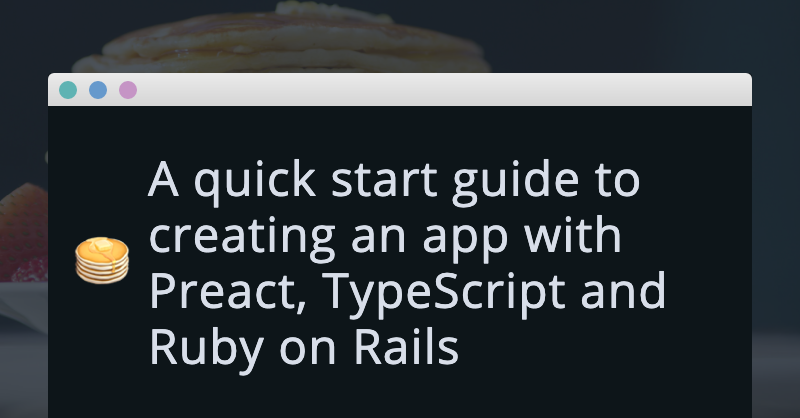 A quick start guide to
creating an app with
Preact, TypeScript and
Ruby on Rails